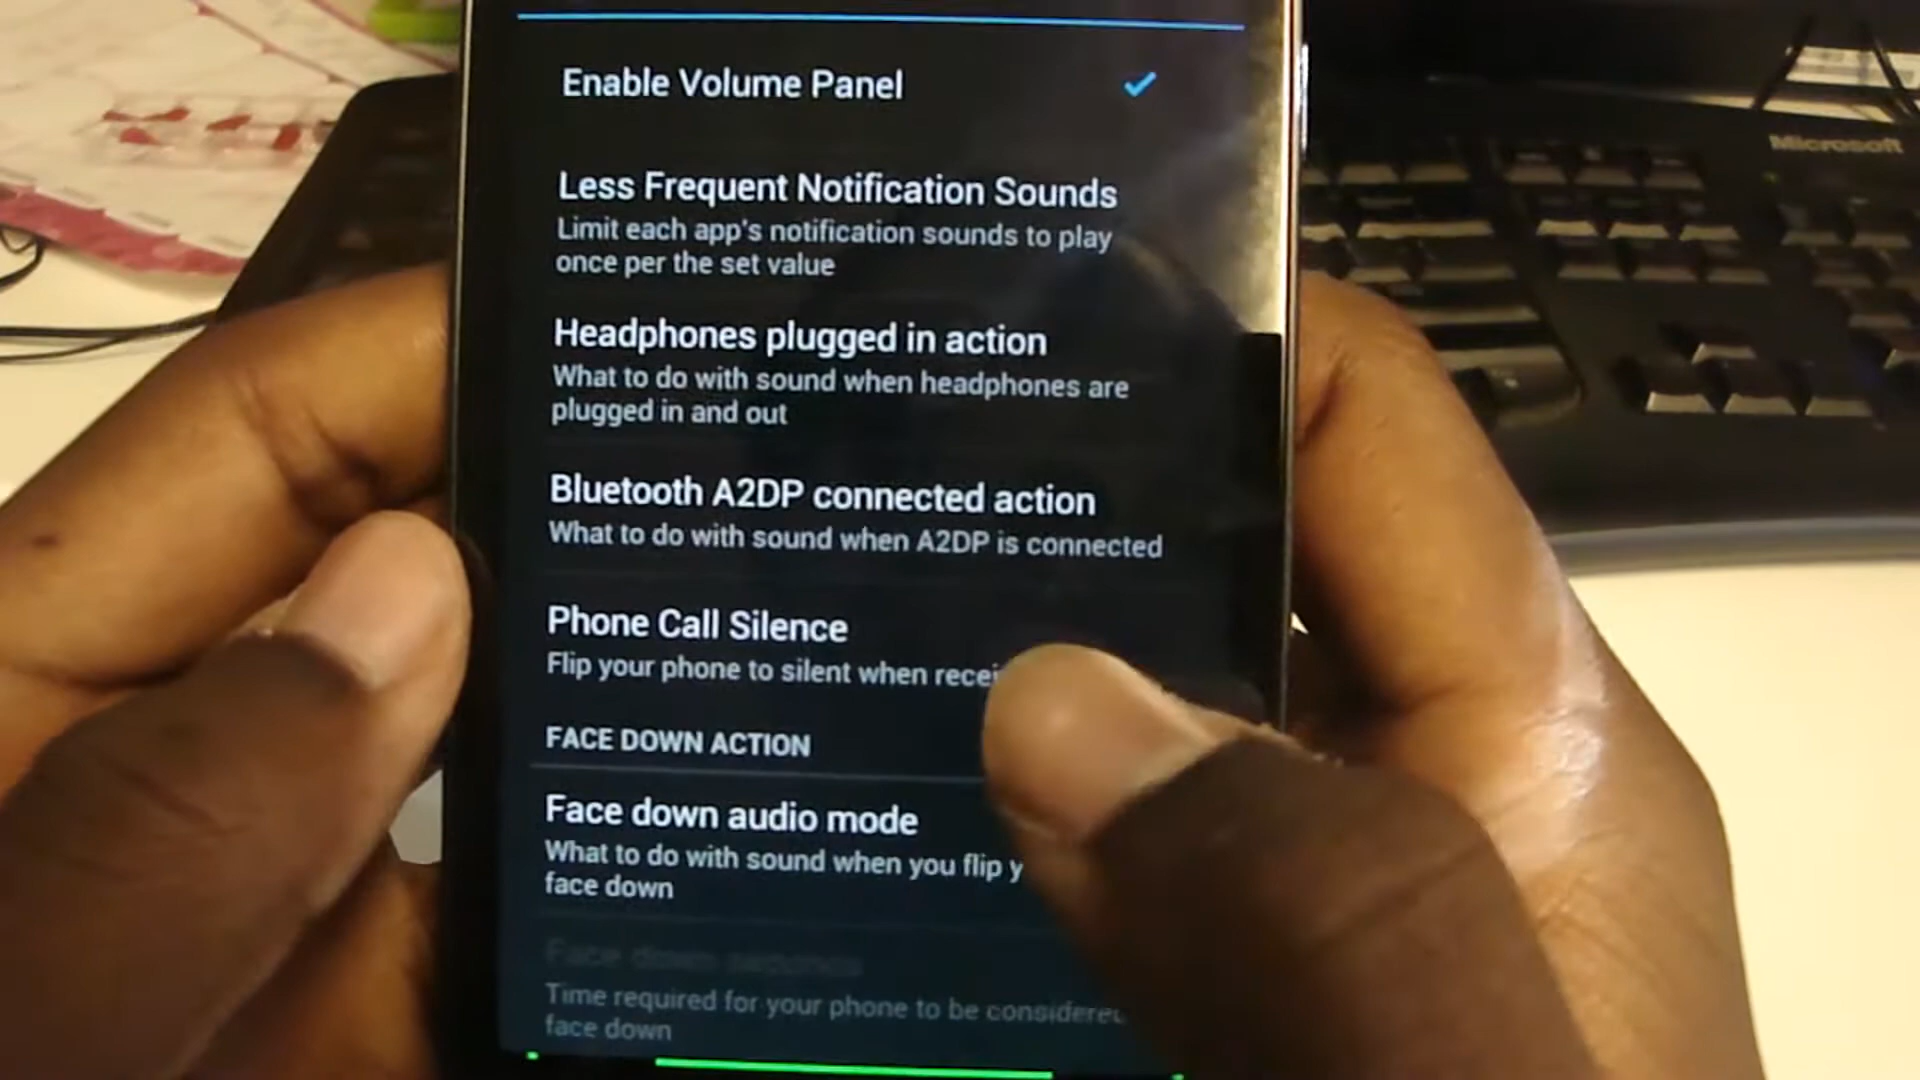 Enable Volume Panel
Microsoft
Less Frequent Notification Sounds
Limit each app's notification sounds to play
once per the set value
Headphones plugged in action
What to do with sound when headphones are
plugged in and out
Bluetooth A2DP connected action
What to do with sound when A2DP is connected
Phone Call Silence
Flip your phone to silent when
FACE DOWN ACTION
Face down audio mode
What to do with sound when you flip
face down
Face down seconds
Time required for your phone to be considered
face down